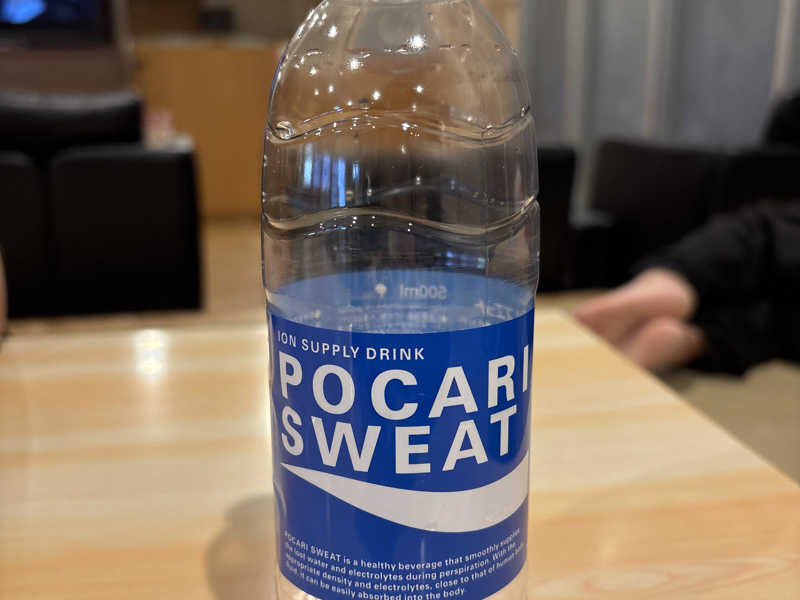 500ml
ION SUPPLY DRINK
POCARI
SWEAT
POCARI SWEAT is a healthy beverage that smoothly supplies
the lost water and electrolytes during perspiration. With the
appropriate density and electrolytes, close to that of human body
fluid, it can be easily absorbed into the body.